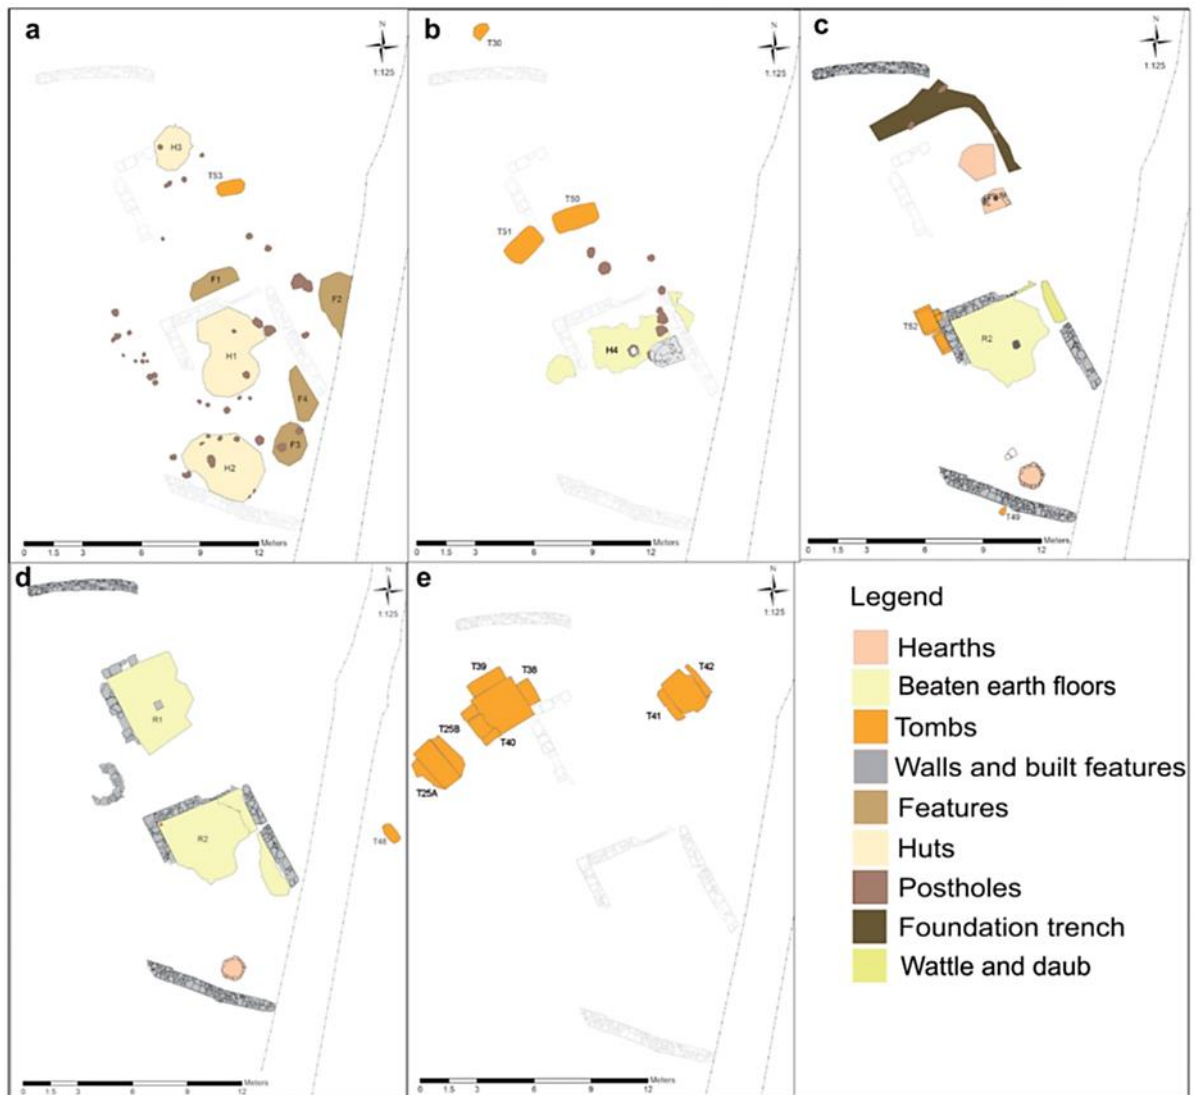 a
N
1:125
H3
T53
F1
F2
H1
F4
F3
H2
Meters
0 1.5 3 6 9 12
b
N
1:125
T30
T50
T51
H4
Meters
0 1.5 3 6 9 12
c
N
1:125
T52
R2
T49
Meters
0 1.5 3 6 9 12
d
N
1:125
R1
R2
T48
Meters
0 1.5 3 6 9 12
e
N
1:125
T39
T38
T42
T41
T25B
T40
T25A
Meters
0 1.5 3 6 9 12
Legend
Hearths
Beaten earth floors
Tombs
Walls and built features
Features
Huts
Postholes
Foundation trench
Wattle and daub